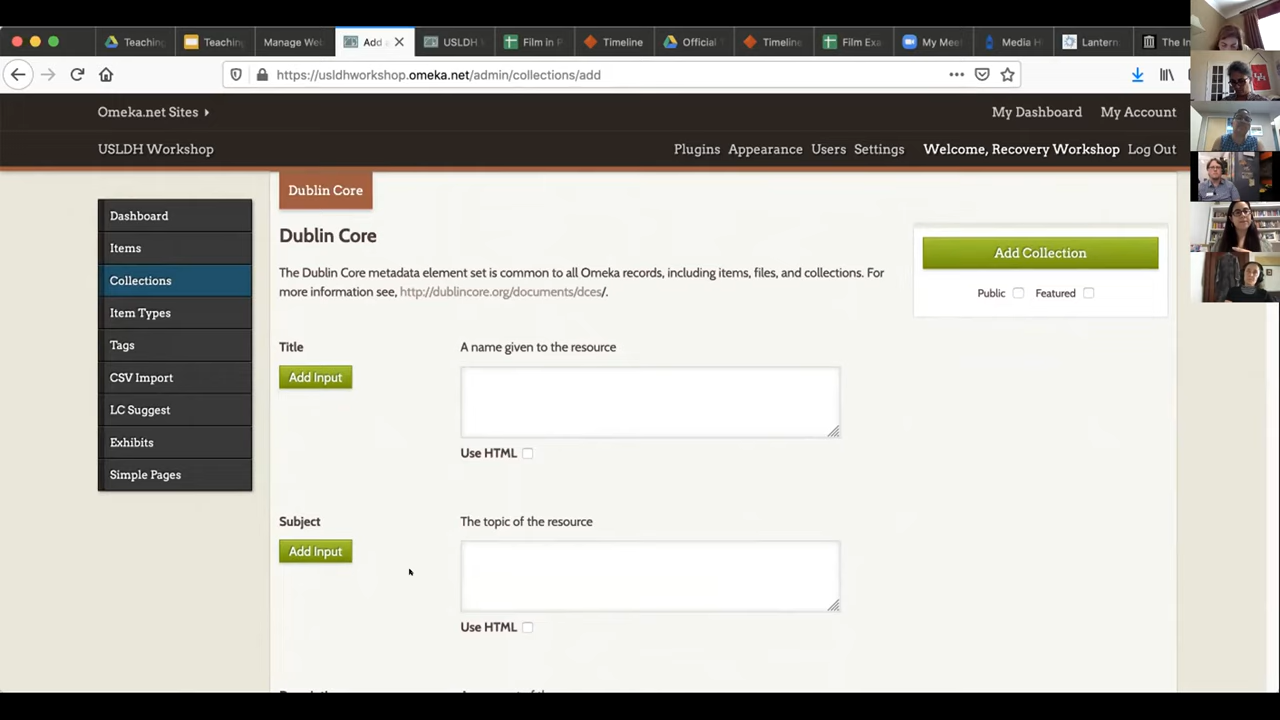 Teaching
Teaching
Manage We
Add
USLDH
Film in P
Timeline
Official
Timeline
Film Exa
My Mee
Media H
Lantern
The In
https://usldhworkshop.omeka.net/admin/collections/add
Omeka.net Sites
My Dashboard My Account
USLDH Workshop
Plugins Appearance Users Settings Welcome, Recovery Workshop Log Out
Dashboard
Items
Collections
Item Types
Tags
CSV Import
LC Suggest
Exhibits
Simple Pages
Dublin Core
Dublin Core
The Dublin Core metadata element set is common to all Omeka records, including items, files, and collections. For
more information see, http://dublincore.org/documents/dces/.
Title
A name given to the resource
Add Input
Use HTML
Subject
The topic of the resource
Add Input
Use HTML
Add Collection
Public Featured